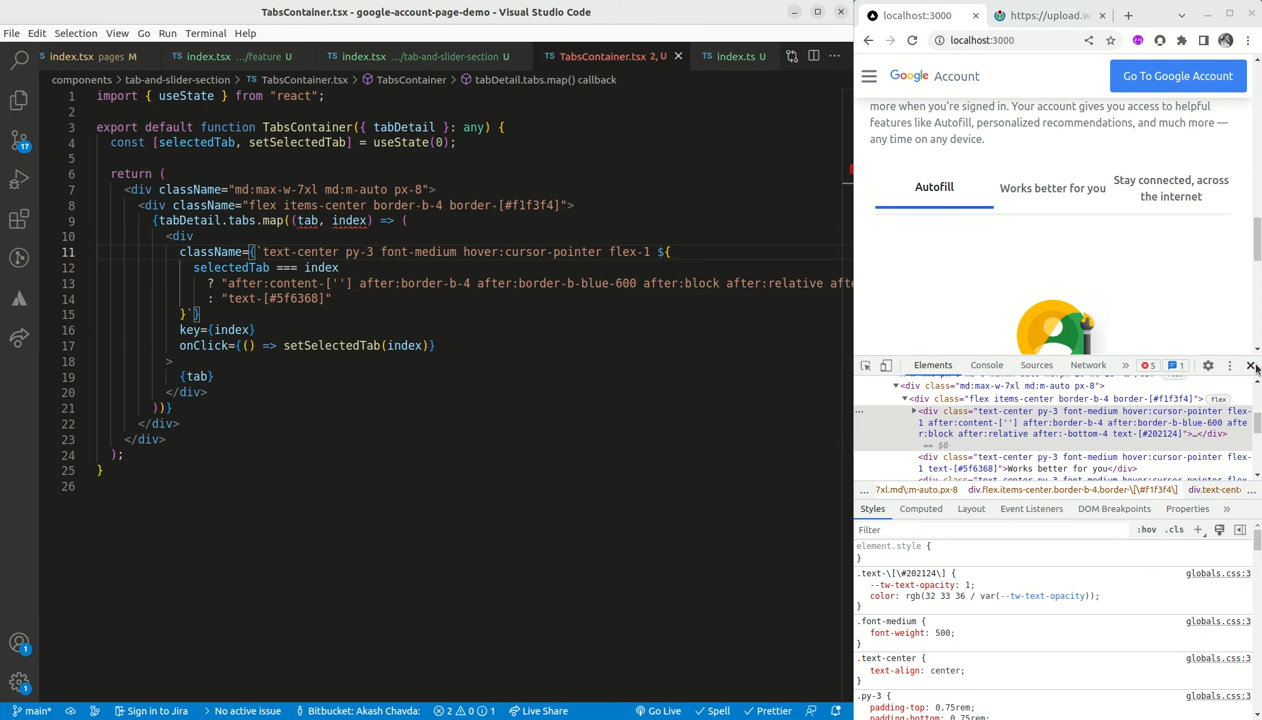 TabsContainer.tsx - google-account-page-demo - Visual Studio Code
File Edit Selection View Go Run Terminal Help
index.tsx pages M index.tsx .../feature U index.tsx .../tab-and-slider-section U TabsContainer.tsx 2, U index.ts U
components > tab-and-slider-section > TabsContainer.tsx > TabsContainer > tabDetail.tabs.map() callback
1 import { useState } from "react";
2
3 export default function TabsContainer({ tabDetail }: any) {
4 const [selectedTab, setSelectedTab] = useState(0);
5
6 return (
7 <div className="md:max-w-7xl md:m-auto px-8">
8 <div className="flex items-center border-b-4 border-[#f1f3f4]">
9 {tabDetail.tabs.map((tab, index) => (
10 <div
11 className={`text-center py-3 font-medium hover:cursor-pointer flex-1 ${
12 selectedTab === index
13 ? "after:content-[''] after:border-b-4 after:border-b-blue-600 after:block after:relative afte
14 : "text-[#5f6368]"
15 }`}
16 key={index}
17 onClick={() => setSelectedTab(index)}
18 >
19 {tab}
20 </div>
21 ))}
22 </div>
23 </div>
24 );
25 }
26
17
1
1
main* Sign in to Jira No active issue Bitbucket: Akash Chavda: 2 0 1 Live Share Go Live Spell Prettier
localhost:3000 https://upload.w
localhost:3000
Google Account Go To Google Account
more when you're signed in. Your account gives you access to helpful
features like Autofill, personalized recommendations, and much more —
any time on any device.
Autofill Works better for you Stay connected, across
the internet
Elements Console Sources Network » 5 1
<div class="md:max-w-7xl md:m-auto px-8">
<div class="flex items-center border-b-4 border-[#f1f3f4]"> flex
<div class="text-center py-3 font-medium hover:cursor-pointer flex-
1 after:content-[''] after:border-b-4 after:border-b-blue-600 afte
r:block after:relative after:-bottom-4 text-[#202124]">…</div>
== $0
<div class="text-center py-3 font-medium hover:cursor-pointer flex-
1 text-[#5f6368]">Works better for you</div>
<div class="text-center py-3 font-medium hover:cursor-pointer flex-
... 7xl.md\:m-auto.px-8 div.flex.items-center.border-b-4.border-\[\#f1f3f4\] div.text-cente ...
Styles Computed Layout Event Listeners DOM Breakpoints Properties »
Filter :hov .cls +
element.style {
}
.text-\[\#202124\] { globals.css:3
--tw-text-opacity: 1;
color: rgb(32 33 36 / var(--tw-text-opacity));
}
.font-medium { globals.css:3
font-weight: 500;
}
.text-center { globals.css:3
text-align: center;
}
.py-3 { globals.css:3
padding-top: 0.75rem;
padding-bottom: 0.75rem;